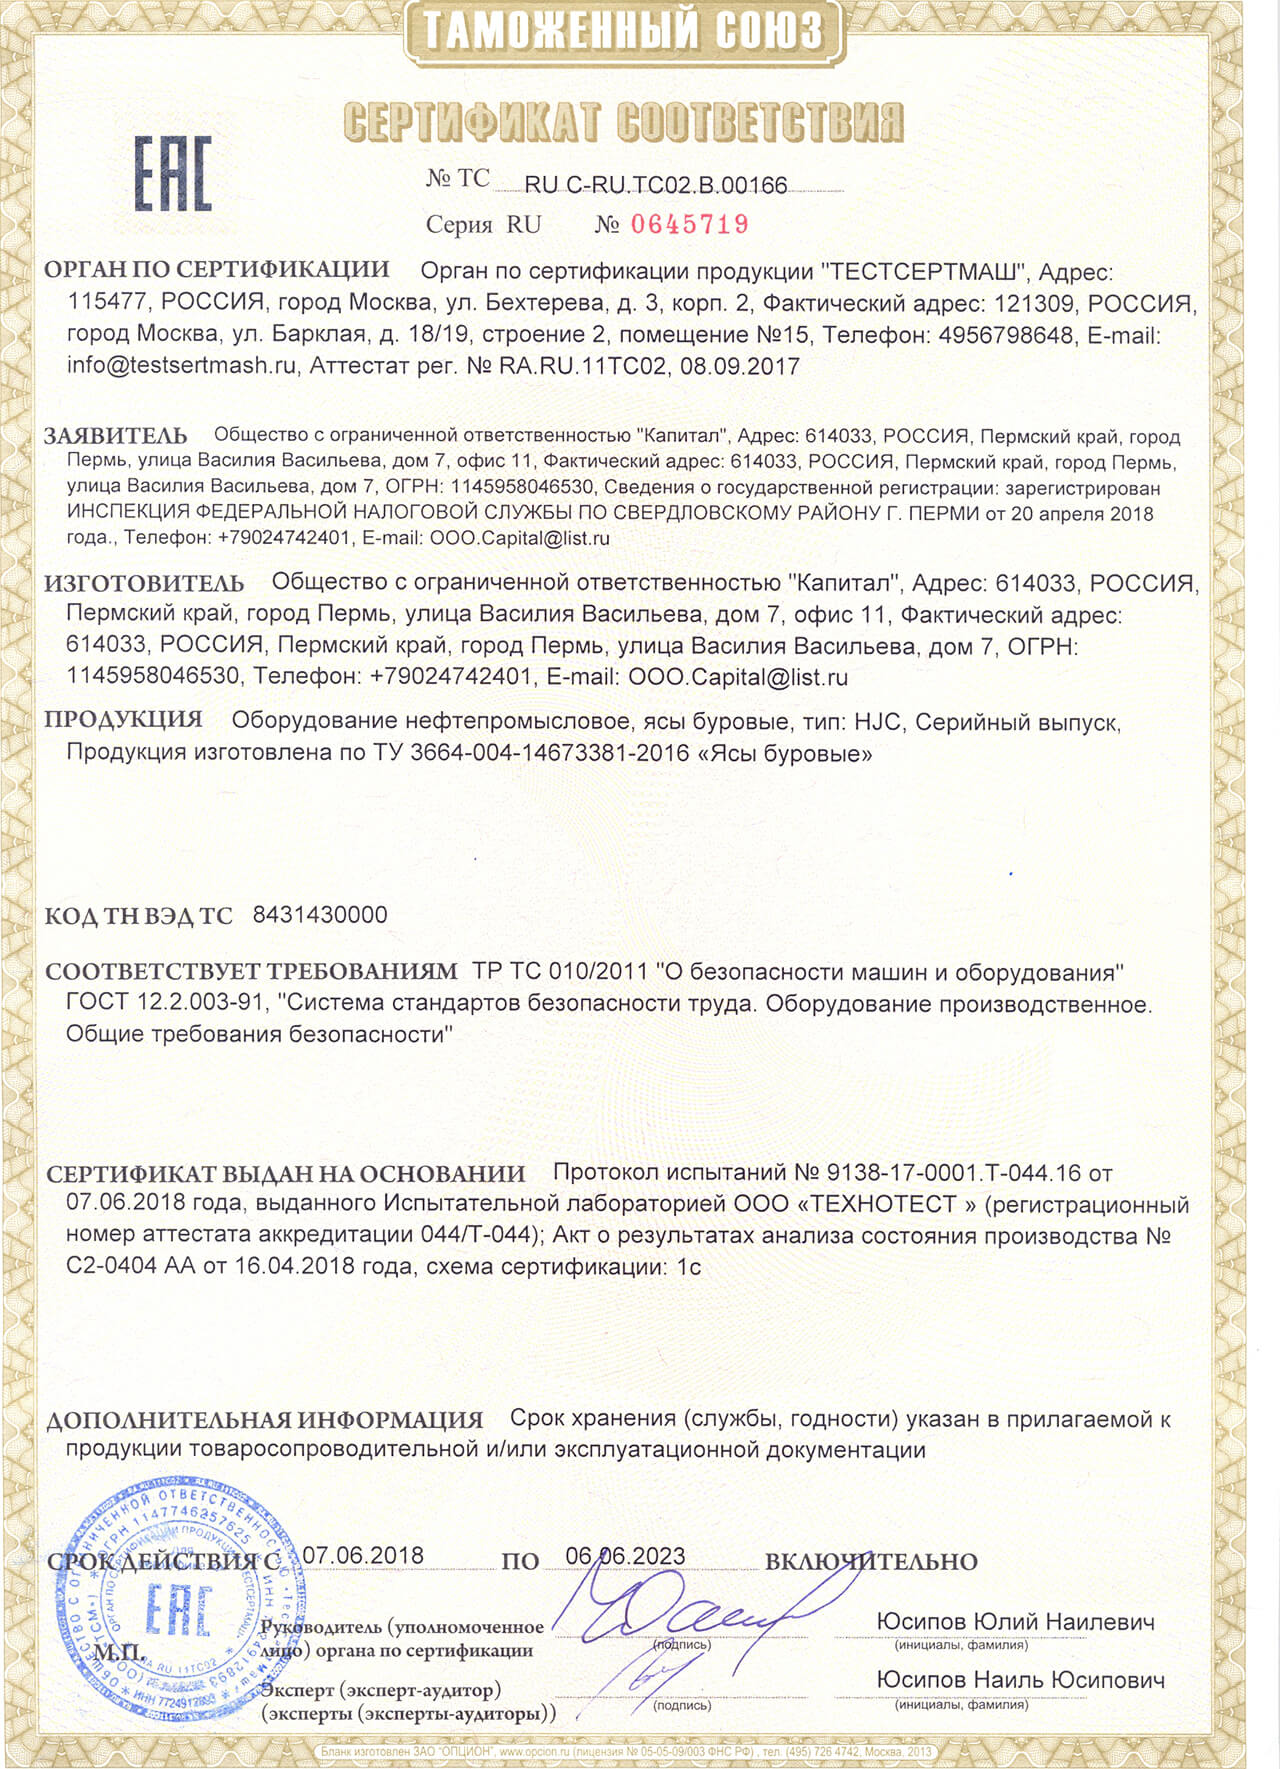 ТАМОЖЕННЫЙ СОЮЗ
СЕРТИФИКАТ СООТВЕТСТВИЯ
ЕАС
№ ТС RU C-RU.TC02.B.00166
Серия RU № 0645719
ОРГАН ПО СЕРТИФИКАЦИИ Орган по сертификации продукции "ТЕСТСЕРТМАШ", Адрес:
115477, РОССИЯ, город Москва, ул. Бехтерева, д. 3, корп. 2, Фактический адрес: 121309, РОССИЯ,
город Москва, ул. Барклая, д. 18/19, строение 2, помещение №15, Телефон: 4956798648, E-mail:
info@testsertmash.ru, Аттестат рег. № RA.RU.11ТС02, 08.09.2017
ЗАЯВИТЕЛЬ Общество с ограниченной ответственностью "Капитал", Адрес: 614033, РОССИЯ, Пермский край, город
Пермь, улица Василия Васильева, дом 7, офис 11, Фактический адрес: 614033, РОССИЯ, Пермский край, город Пермь,
улица Василия Васильева, дом 7, ОГРН: 1145958046530, Сведения о государственной регистрации: зарегистрирован
ИНСПЕКЦИЯ ФЕДЕРАЛЬНОЙ НАЛОГОВОЙ СЛУЖБЫ ПО СВЕРДЛОВСКОМУ РАЙОНУ Г. ПЕРМИ от 20 апреля 2018
года., Телефон: +79024742401, E-mail: OOO.Capital@list.ru
ИЗГОТОВИТЕЛЬ Общество с ограниченной ответственностью "Капитал", Адрес: 614033, РОССИЯ,
Пермский край, город Пермь, улица Василия Васильева, дом 7, офис 11, Фактический адрес:
614033, РОССИЯ, Пермский край, город Пермь, улица Василия Васильева, дом 7, ОГРН:
1145958046530, Телефон: +79024742401, E-mail: OOO.Capital@list.ru
ПРОДУКЦИЯ Оборудование нефтепромысловое, ясы буровые, тип: HJC, Серийный выпуск,
Продукция изготовлена по ТУ 3664-004-14673381-2016 «Ясы буровые»
КОД ТН ВЭД ТС 8431430000
СООТВЕТСТВУЕТ ТРЕБОВАНИЯМ ТР ТС 010/2011 "О безопасности машин и оборудования"
ГОСТ 12.2.003-91, "Система стандартов безопасности труда. Оборудование производственное.
Общие требования безопасности"
СЕРТИФИКАТ ВЫДАН НА ОСНОВАНИИ Протокол испытаний № 9138-17-0001.Т-044.16 от
07.06.2018 года, выданного Испытательной лабораторией ООО «ТЕХНОТЕСТ » (регистрационный
номер аттестата аккредитации 044/Т-044); Акт о результатах анализа состояния производства №
С2-0404 АА от 16.04.2018 года, схема сертификации: 1с
ДОПОЛНИТЕЛЬНАЯ ИНФОРМАЦИЯ Срок хранения (службы, годности) указан в прилагаемой к
продукции товаросопроводительной и/или эксплуатационной документации
СРОК ДЕЙСТВИЯ С 07.06.2018 ПО 06.06.2023 ВКЛЮЧИТЕЛЬНО
М.П.
Руководитель (уполномоченное
лицо) органа по сертификации
(подпись)
Юсипов Юлий Наилевич
(инициалы, фамилия)
Эксперт (эксперт-аудитор)
(эксперты (эксперты-аудиторы))
(подпись)
Юсипов Наиль Юсипович
(инициалы, фамилия)
ОГРН 1147746257625
ЕАС
Бланк изготовлен ЗАО "ОПЦИОН", www.opcion.ru (лицензия № 05-05-09/003 ФНС РФ) , тел. (495) 726 4742, Москва, 2013